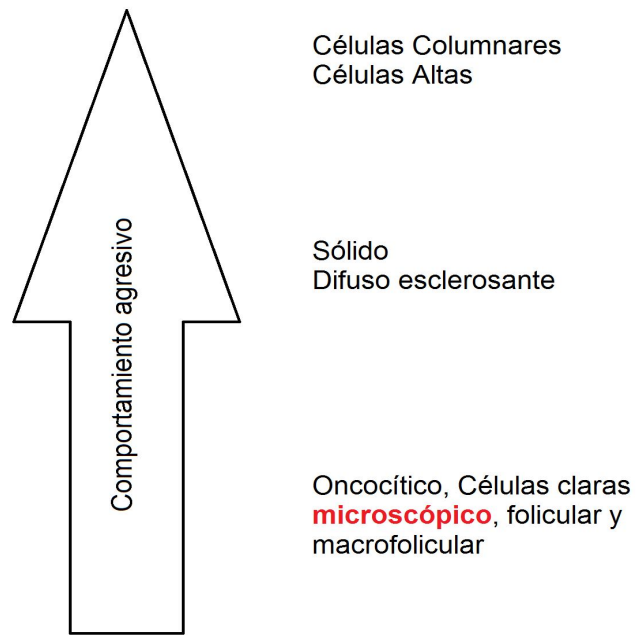 Células Columnares
Células Altas
Comportamiento agresivo
Sólido
Difuso esclerosante
Oncocítico, Células claras
microscópico, folicular y
macrofolicular